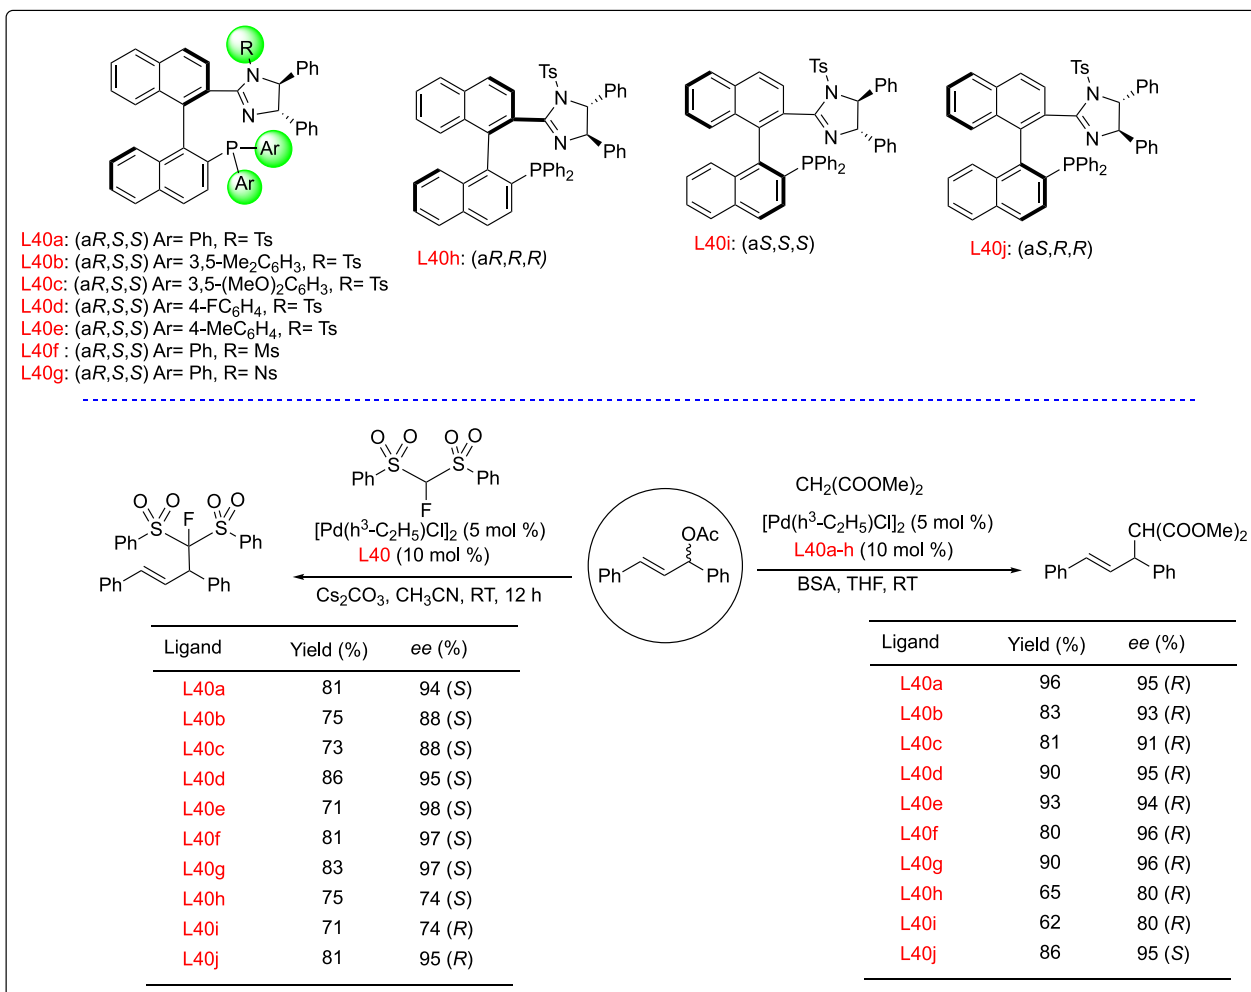 R
N
Ph
N
Ph
P
Ar
Ar
Ts
N
Ph
N
Ph
PPh2
Ts
N
Ph
N
Ph
PPh2
Ts
N
Ph
N
Ph
PPh2
L40a: (aR,S,S) Ar= Ph, R= Ts
L40b: (aR,S,S) Ar= 3,5-Me2C6H3, R= Ts
L40c: (aR,S,S) Ar= 3,5-(MeO)2C6H3, R= Ts
L40d: (aR,S,S) Ar= 4-FC6H4, R= Ts
L40e: (aR,S,S) Ar= 4-MeC6H4, R= Ts
L40f : (aR,S,S) Ar= Ph, R= Ms
L40g: (aR,S,S) Ar= Ph, R= Ns
L40h: (aR,R,R)
L40i: (aS,S,S)
L40j: (aS,R,R)
O O O O
S F S
Ph Ph
Ph Ph
O O O O
S S
Ph Ph
F
[Pd(h3-C2H5)Cl]2 (5 mol %)
L40 (10 mol %)
Cs2CO3, CH3CN, RT, 12 h
OAc
Ph Ph
CH2(COOMe)2
[Pd(h3-C2H5)Cl]2 (5 mol %)
L40a-h (10 mol %)
BSA, THF, RT
CH(COOMe)2
Ph Ph
Ligand Yield (%) ee (%)
L40a 81 94 (S)
L40b 75 88 (S)
L40c 73 88 (S)
L40d 86 95 (S)
L40e 71 98 (S)
L40f 81 97 (S)
L40g 83 97 (S)
L40h 75 74 (S)
L40i 71 74 (R)
L40j 81 95 (R)
Ligand Yield (%) ee (%)
L40a 96 95 (R)
L40b 83 93 (R)
L40c 81 91 (R)
L40d 90 95 (R)
L40e 93 94 (R)
L40f 80 96 (R)
L40g 90 96 (R)
L40h 65 80 (R)
L40i 62 80 (R)
L40j 86 95 (S)